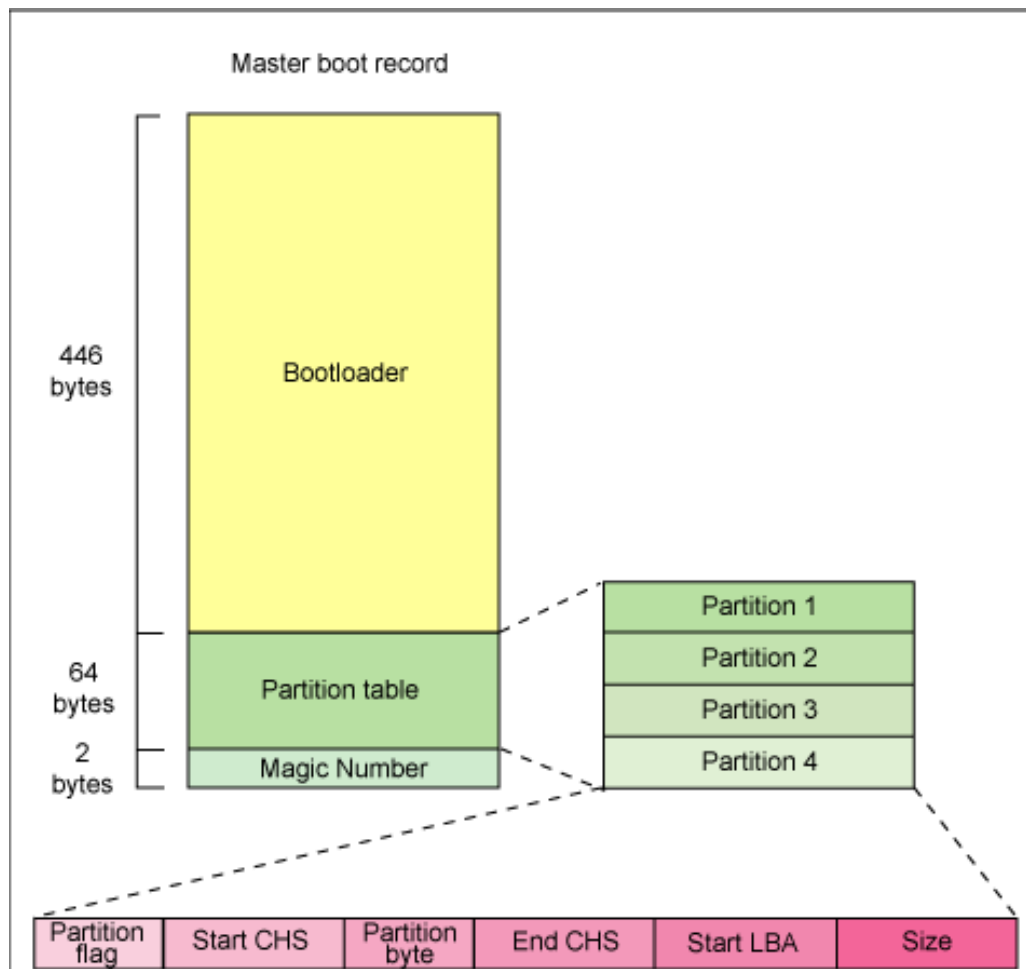 Master boot record
446
bytes
Bootloader
Partition 1
Partition 2
64
bytes
Partition table
Partition 3
2
bytes
Magic Number
Partition 4
Partition
flag
Start CHS
Partition
byte
End CHS
Start LBA
Size